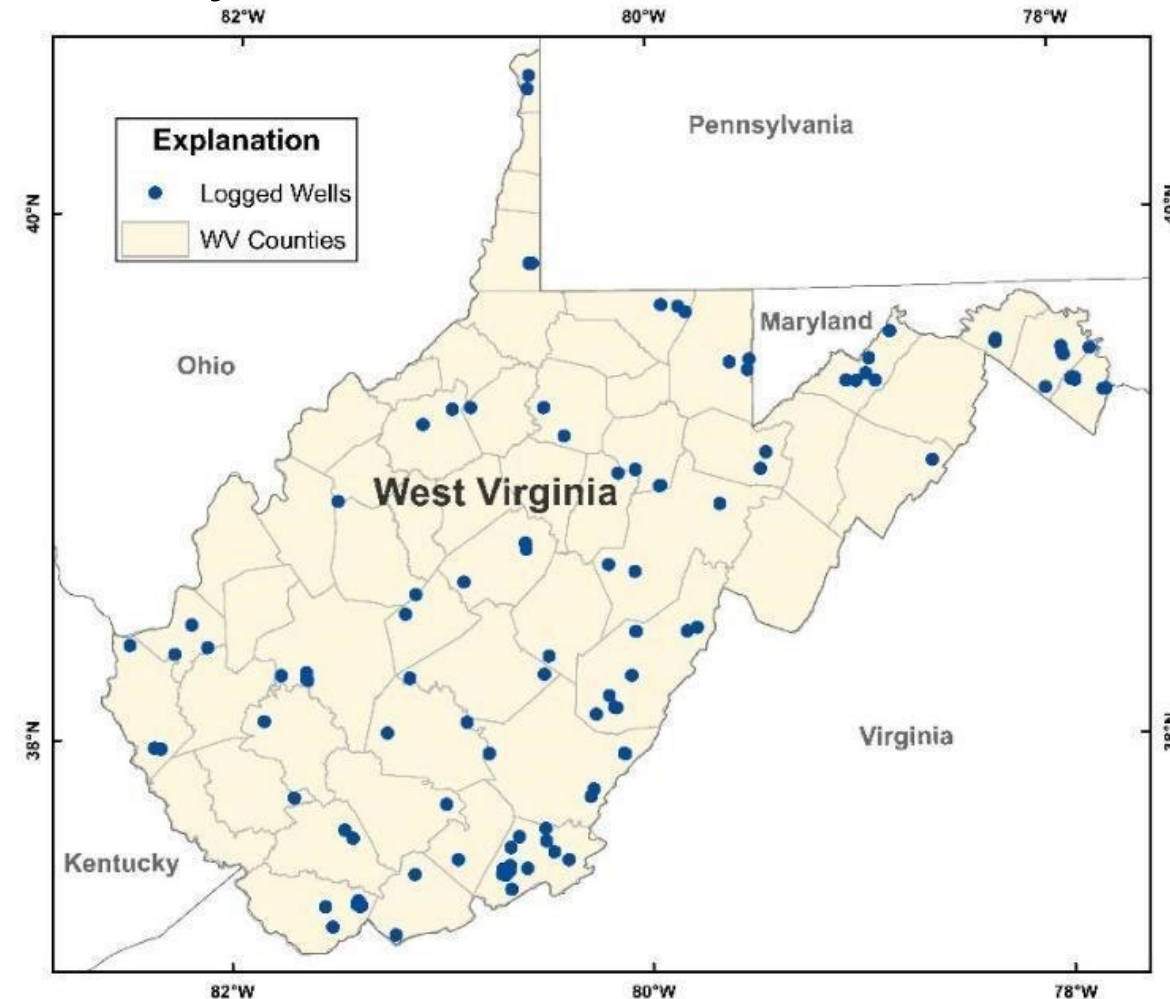 82°W
80°W
78°W
Pennsylvania
Explanation
Logged Wells
WV Counties
40°N
40°N
Maryland
Ohio
West Virginia
38°N
38°N
Virginia
Kentucky
82°W
80°W
78°W